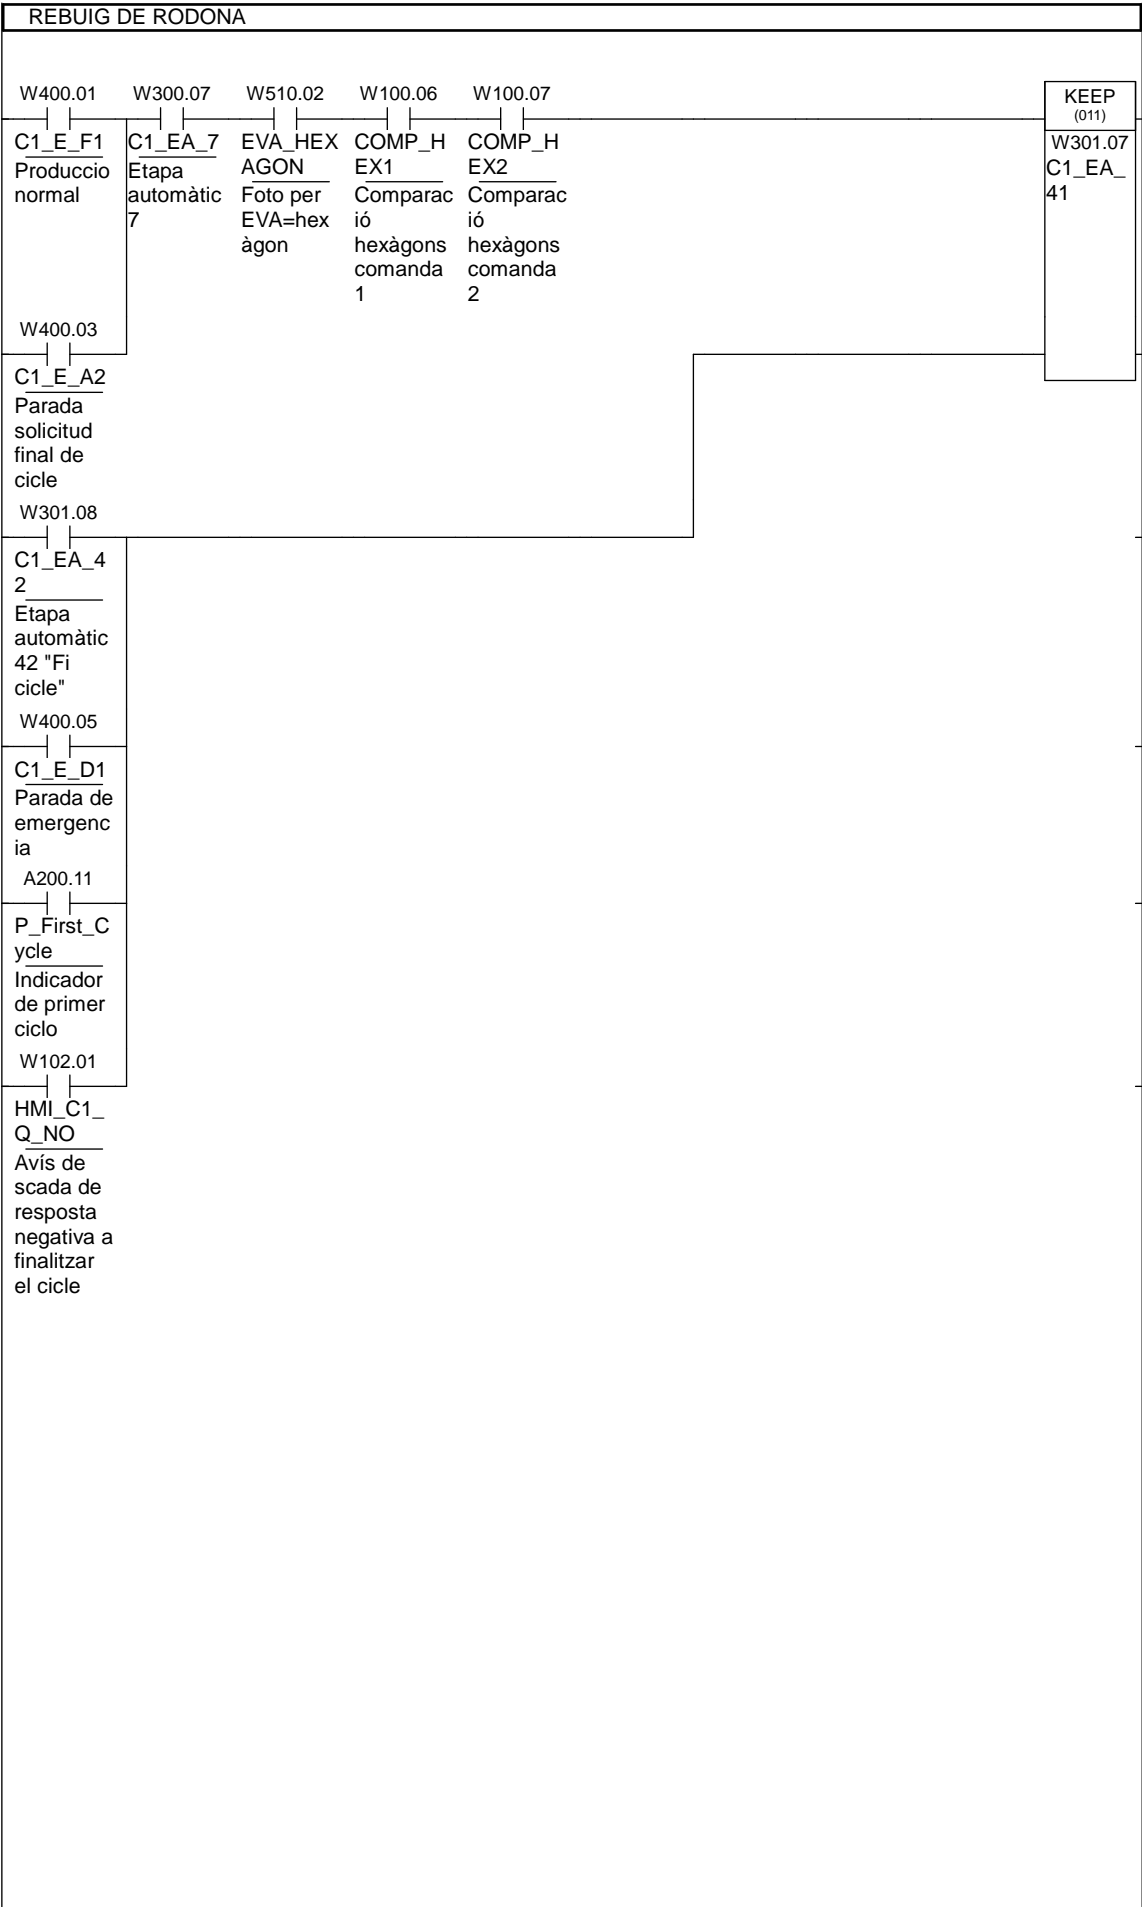 REBUIG DE RODONA
W400.01
C1_E_F1
Produccio
normal
W300.07
C1_EA_7
Etapa
automàtic
7
W510.02
EVA_HEX
AGON
Foto per
EVA=hex
àgon
W100.06
COMP_H
EX1
Comparac
ió
hexàgons
comanda
1
W100.07
COMP_H
EX2
Comparac
ió
hexàgons
comanda
2
KEEP
(011)
W301.07
C1_EA_
41
W400.03
C1_E_A2
Parada
solicitud
final de
cicle
W301.08
C1_EA_4
2
Etapa
automàtic
42 "Fi
cicle"
W400.05
C1_E_D1
Parada de
emergenc
ia
A200.11
P_First_C
ycle
Indicador
de primer
ciclo
W102.01
HMI_C1_
Q_NO
Avís de
scada de
resposta
negativa a
finalitzar
el cicle